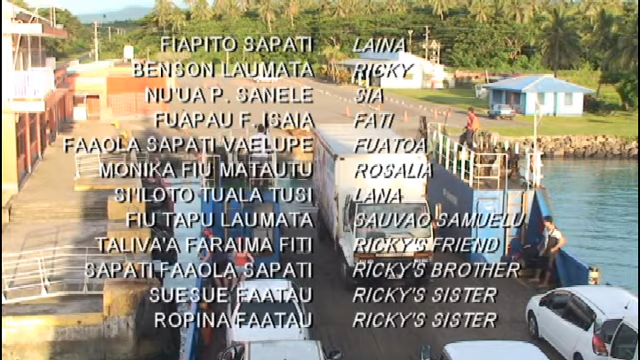 FIAPITO SAPATI LAINA
BENSON LAUMATA RICKY
NU'UA P. SANELE SIA
FUAPAU F. ISAIA FATI
FAAOLA SAPATI VAELUPE FUATOA
MONIKA FIU MATAUTU ROSALIA
SI'ILOTO TUALA TUSI LANA
FIU TAPU LAUMATA SAUVAO SAMUELU
TALIVA'A FARAIMA FITI RICKY'S FRIEND
SAPATI FAAOLA SAPATI RICKY'S BROTHER
SUESUE FAATAU RICKY'S SISTER
ROPINA FAATAU RICKY'S SISTER